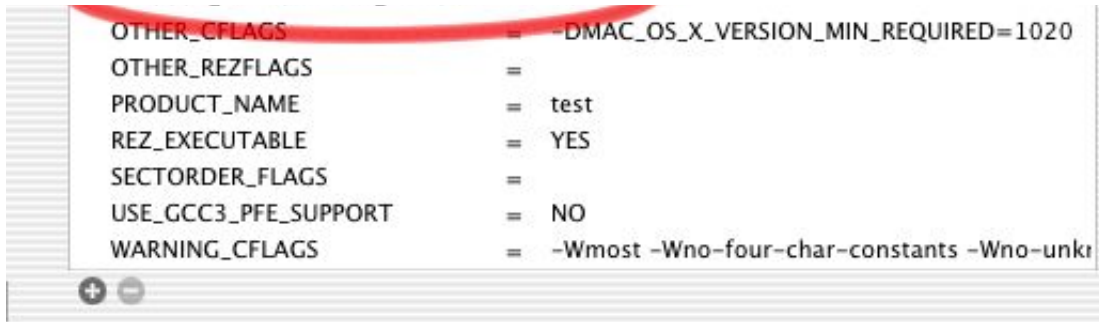 OTHER_CFLAGS = -DMAC_OS_X_VERSION_MIN_REQUIRED=1020
OTHER_REZFLAGS =
PRODUCT_NAME = test
REZ_EXECUTABLE = YES
SECTORDER_FLAGS =
USE_GCC3_PFE_SUPPORT = NO
WARNING_CFLAGS = -Wmost -Wno-four-char-constants